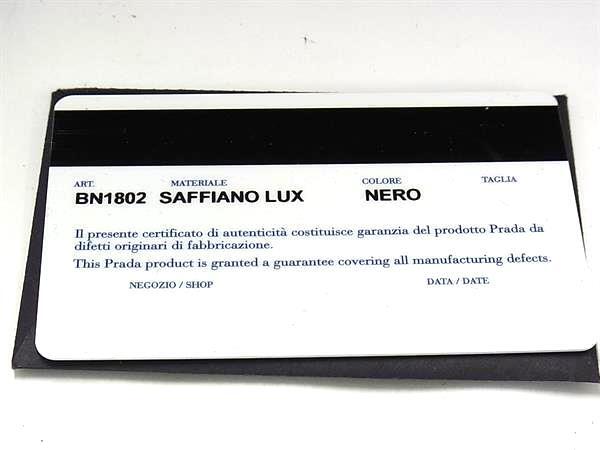 ART. MATERIALE COLORE TAGLIA
BN1802 SAFFIANO LUX NERO
Il presente certificato di autenticità costituisce garanzia del prodotto Prada da
difetti originari di fabbricazione.
This Prada product is granted a guarantee covering all manufacturing defects.
NEGOZIO / SHOP DATA / DATE